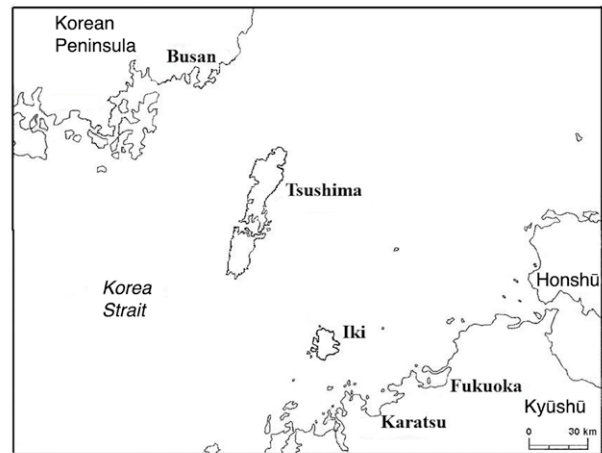 Korean
Peninsula
Busan
Tsushima
Korea
Strait
Honshū
Iki
Fukuoka
Karatsu
Kyūshū
0 30 km